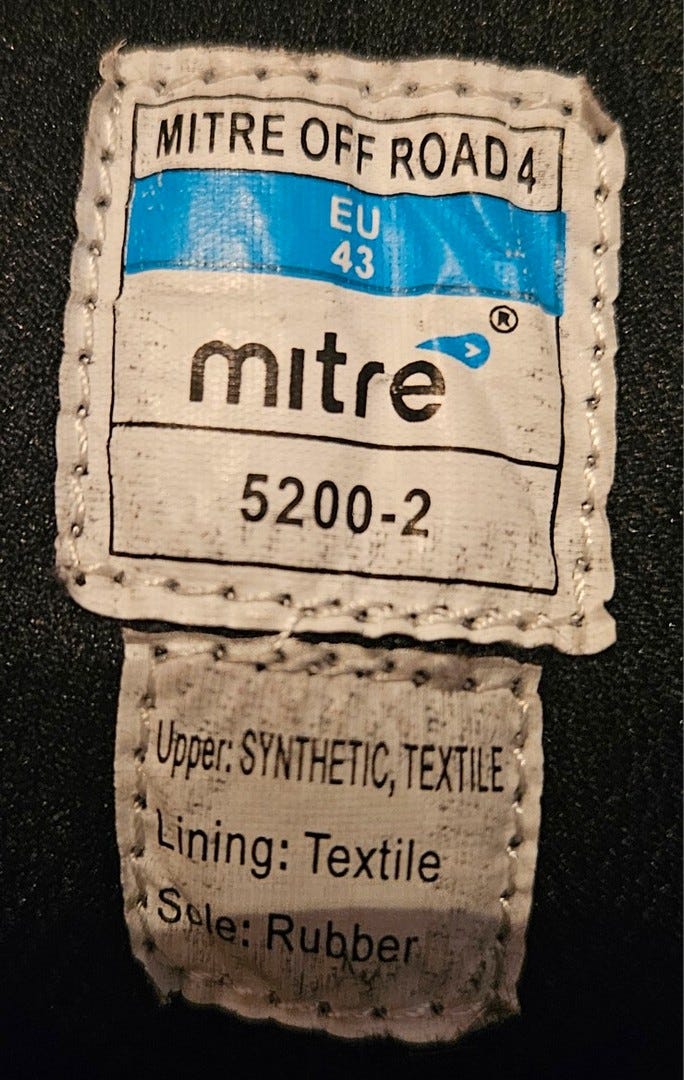 MITRE OFF ROAD 4
EU
43
mitre®
5200-2
Upper: SYNTHETIC, TEXTILE
Lining: Textile
Sole: Rubber